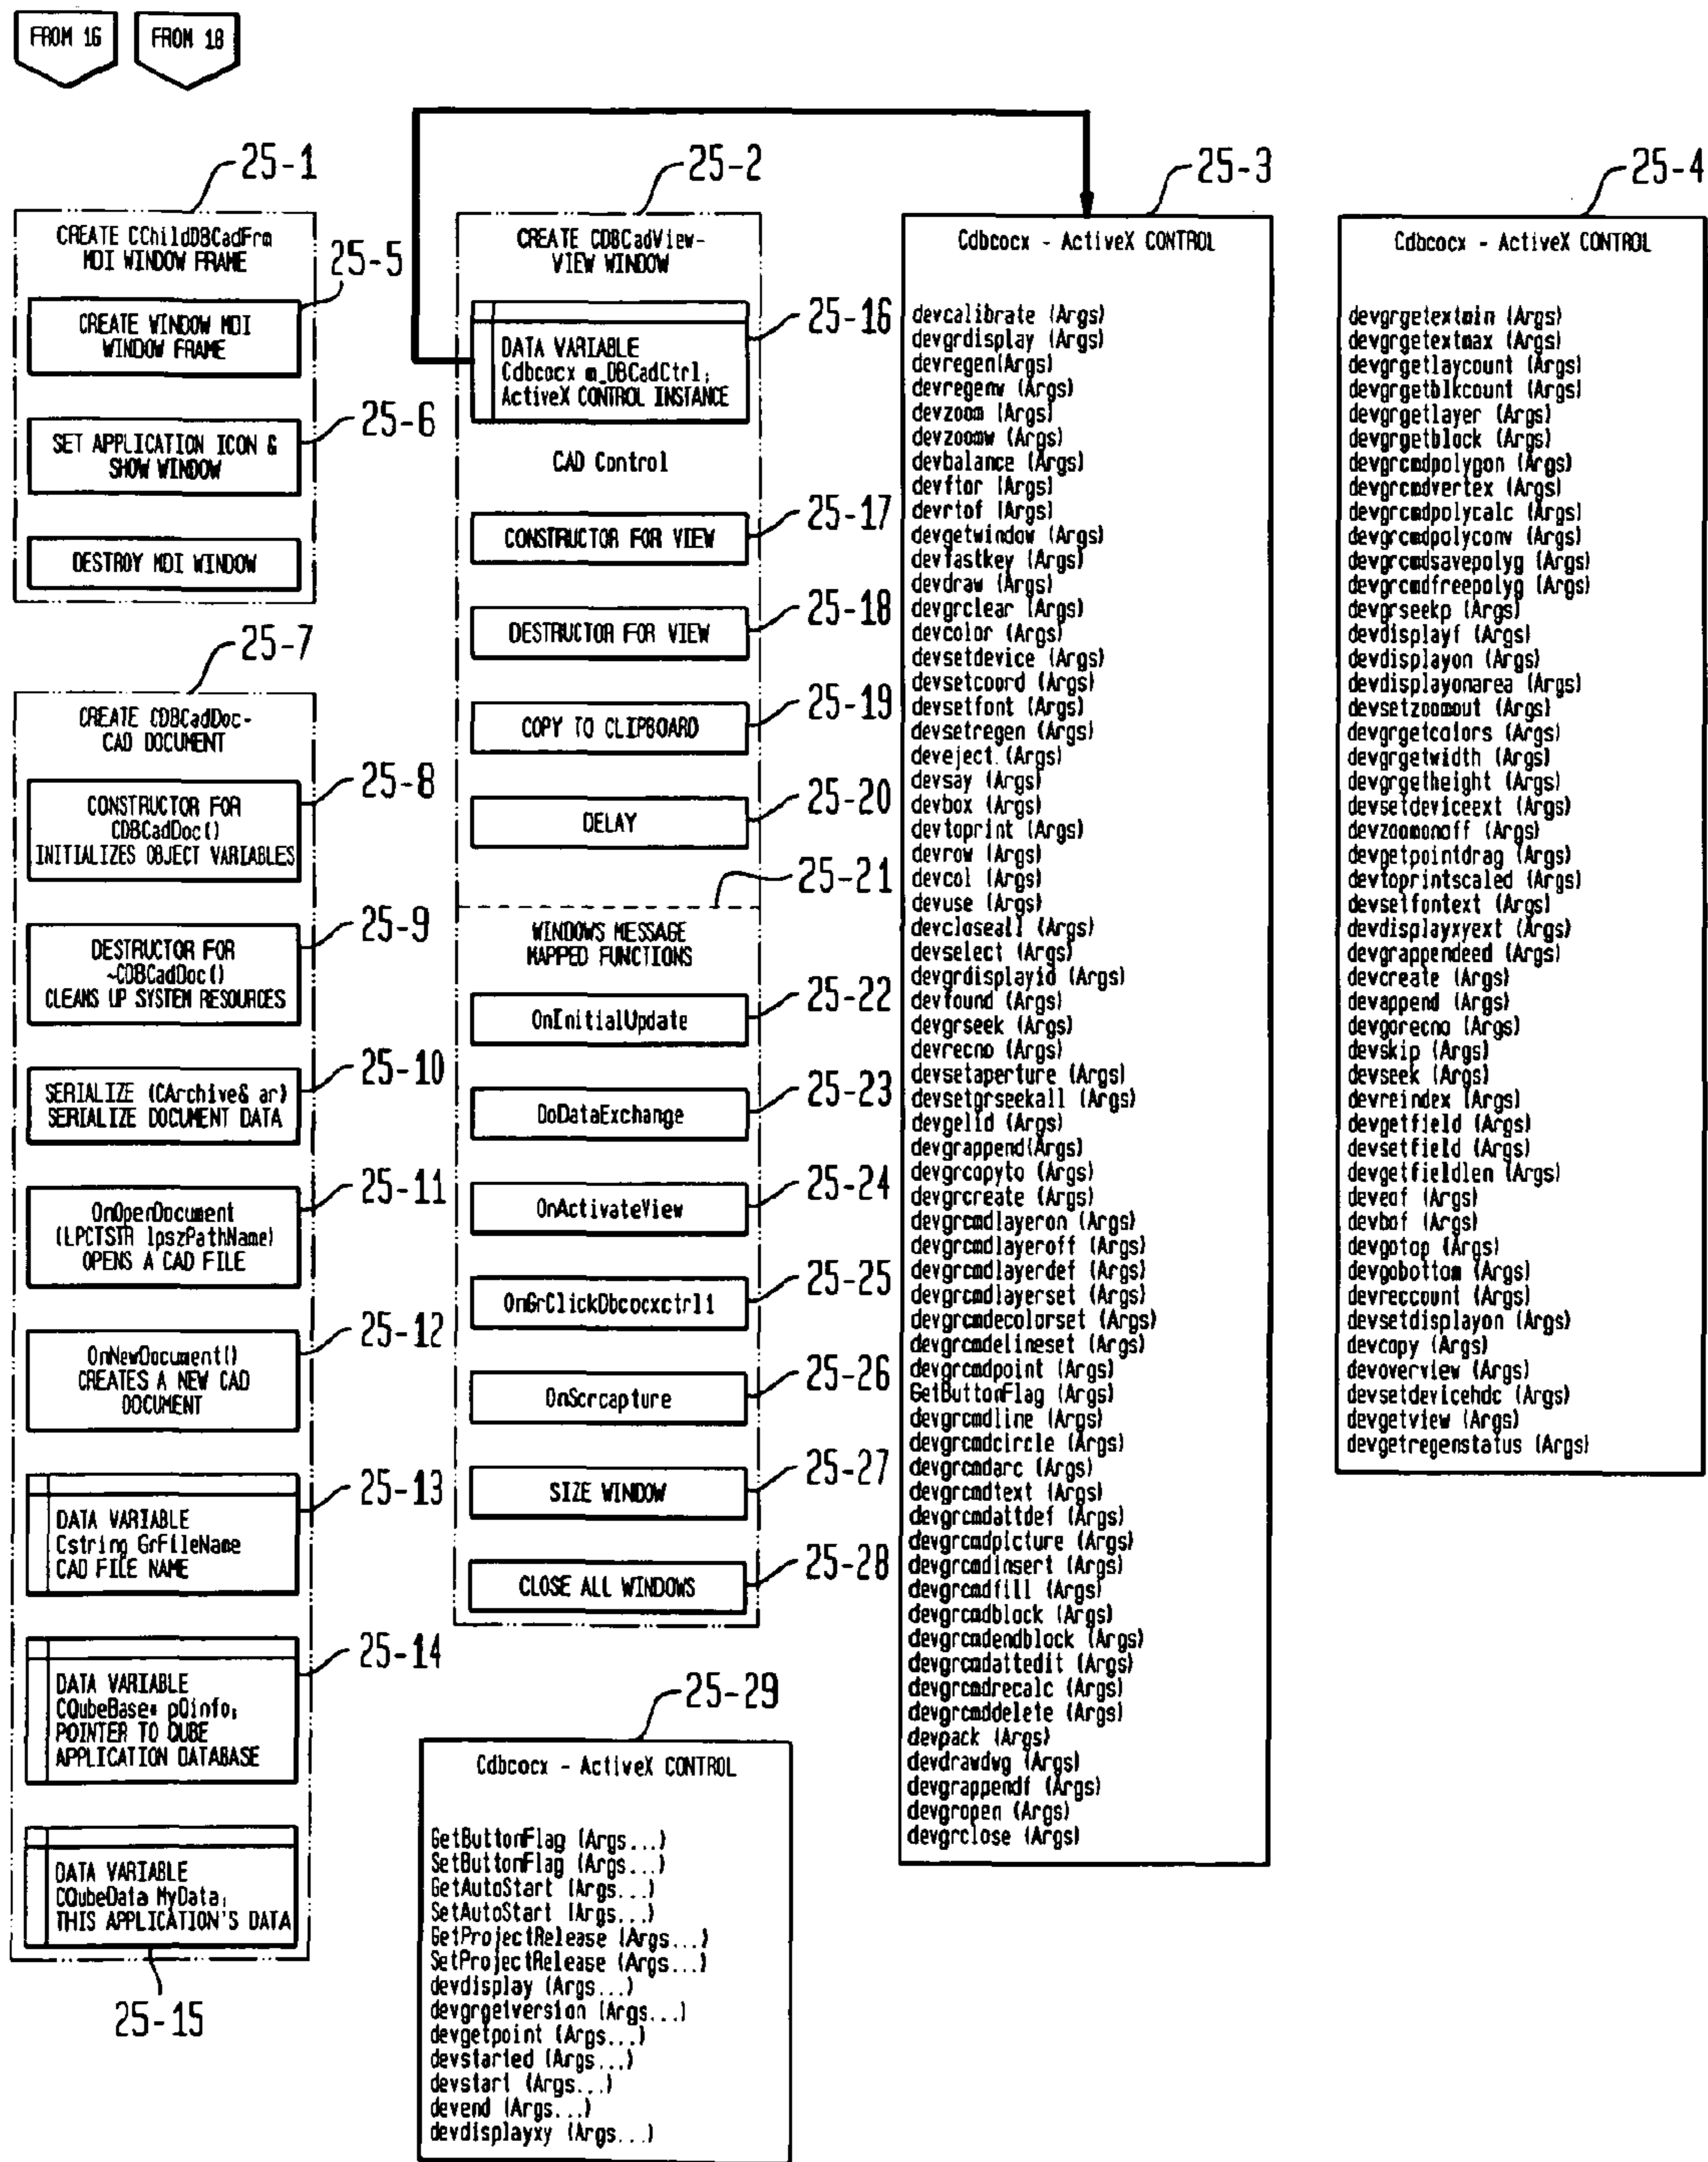 FROM 16
FROM 18
25-1
CREATE CChildDBCadFrm
MDI WINDOW FRAME
25-5
CREATE WINDOW MDI
WINDOW FRAME
25-6
SET APPLICATION ICON &
SHOW WINDOW
DESTROY MDI WINDOW
25-7
CREATE CDBCadDoc-
CAD DOCUMENT
25-8
CONSTRUCTOR FOR
CDBCadDoc()
INITIALIZES OBJECT VARIABLES
25-9
DESTRUCTOR FOR
~CDBCadDoc()
CLEANS UP SYSTEM RESOURCES
25-10
SERIALIZE (CArchive& ar)
SERIALIZE DOCUMENT DATA
25-11
OnOpenDocument
(LPCTSTR lpszPathName)
OPENS A CAD FILE
25-12
OnNewDocument()
CREATES A NEW CAD
DOCUMENT
25-13
DATA VARIABLE
Cstring GrFileName
CAD FILE NAME
25-14
DATA VARIABLE
CQubeBase* pQinfo;
POINTER TO QUBE
APPLICATION DATABASE
DATA VARIABLE
CQubeData MyData;
THIS APPLICATION'S DATA
25-15
25-2
CREATE CDBCadView-
VIEW WINDOW
25-16
DATA VARIABLE
Cdbcocx m_DBCadCtrl;
ActiveX CONTROL INSTANCE
CAD Control
25-17
CONSTRUCTOR FOR VIEW
25-18
DESTRUCTOR FOR VIEW
25-19
COPY TO CLIPBOARD
25-20
DELAY
25-21
WINDOWS MESSAGE
MAPPED FUNCTIONS
25-22
OnInitialUpdate
25-23
DoDataExchange
25-24
OnActivateView
25-25
OnGrClickDbcocxctrl1
25-26
OnScrcapture
25-27
SIZE WINDOW
25-28
CLOSE ALL WINDOWS
25-29
Cdbcocx - ActiveX CONTROL
GetButtonFlag (Args...)
SetButtonFlag (Args...)
GetAutoStart (Args...)
SetAutoStart (Args...)
GetProjectRelease (Args...)
SetProjectRelease (Args...)
devdisplay (Args...)
devgrgetversion (Args...)
devgetpoint (Args...)
devstarted (Args...)
devstart (Args...)
devend (Args...)
devdisplayxy (Args...)
25-3
Cdbcocx - ActiveX CONTROL
devcalibrate (Args)
devgrdisplay (Args)
devregen(Args)
devregenw (Args)
devzoom (Args)
devzoomw (Args)
devbalance (Args)
devftor (Args)
devrtof (Args)
devgetwindow (Args)
devfastkey (Args)
devdraw (Args)
devgrclear (Args)
devcolor (Args)
devsetdevice (Args)
devsetcoord (Args)
devsetfont (Args)
devsetregen (Args)
deveject. (Args)
devsay (Args)
devbox (Args)
devtoprint (Args)
devrow (Args)
devcol (Args)
devuse (Args)
devcloseall (Args)
devselect (Args)
devgrdisplayid (Args)
devfound (Args)
devgrseek (Args)
devrecno (Args)
devsetaperture (Args)
devsetgrseekall (Args)
devgelid (Args)
devgrappend(Args)
devgrcopyto (Args)
devgrcreate (Args)
devgrcmdlayeron (Args)
devgrcmdlayeroff (Args)
devgrcmdlayerdef (Args)
devgrcmdlayerset (Args)
devgrcmdecolorset (Args)
devgrcmdelineset (Args)
devgrcmdpoint (Args)
GetButtonFlag (Args)
devgrcmdline (Args)
devgrcmdcircle (Args)
devgrcmdarc (Args)
devgrcmdtext (Args)
devgrcmdattdef (Args)
devgrcmdpicture (Args)
devgrcmdinsert (Args)
devgrcmdfill (Args)
devgrcmdblock (Args)
devgrcmdendblock (Args)
devgrcmdattedit (Args)
devgrcmdrecalc (Args)
devgrcmddelete (Args)
devpack (Args)
devdrawdwg (Args)
devgrappendf (Args)
devgropen (Args)
devgrclose (Args)
25-4
Cdbcocx - ActiveX CONTROL
devgrgetextmin (Args)
devgrgetextmax (Args)
devgrgetlaycount (Args)
devgrgetblkcount (Args)
devgrgetlayer (Args)
devgrgetblock (Args)
devgrcmdpolygon (Args)
devgrcmdvertex (Args)
devgrcmdpolycalc (Args)
devgrcmdpolyconv (Args)
devgrcmdsavepolyg (Args)
devgrcmdfreepolyg (Args)
devgrseekp (Args)
devdisplayf (Args)
devdisplayon (Args)
devdisplayonarea (Args)
devsetzoomout (Args)
devgrgetcolors (Args)
devgrgetwidth (Args)
devgrgetheight (Args)
devsetdeviceext (Args)
devzoomonoff (Args)
devgetpointdrag (Args)
devtoprintscaled (Args)
devsetfontext (Args)
devdisplayxyext (Args)
devgrappendeed (Args)
devcreate (Args)
devappend (Args)
devgorecno (Args)
devskip (Args)
devseek (Args)
devreindex (Args)
devgetfield (Args)
devsetfield (Args)
devgetfieldlen (Args)
deveof (Args)
devbof (Args)
devgotop (Args)
devgobottom (Args)
devreccount (Args)
devsetdisplayon (Args)
devcopy (Args)
devoverview (Args)
devsetdevicehdc (Args)
devgetview (Args)
devgetregenstatus (Args)